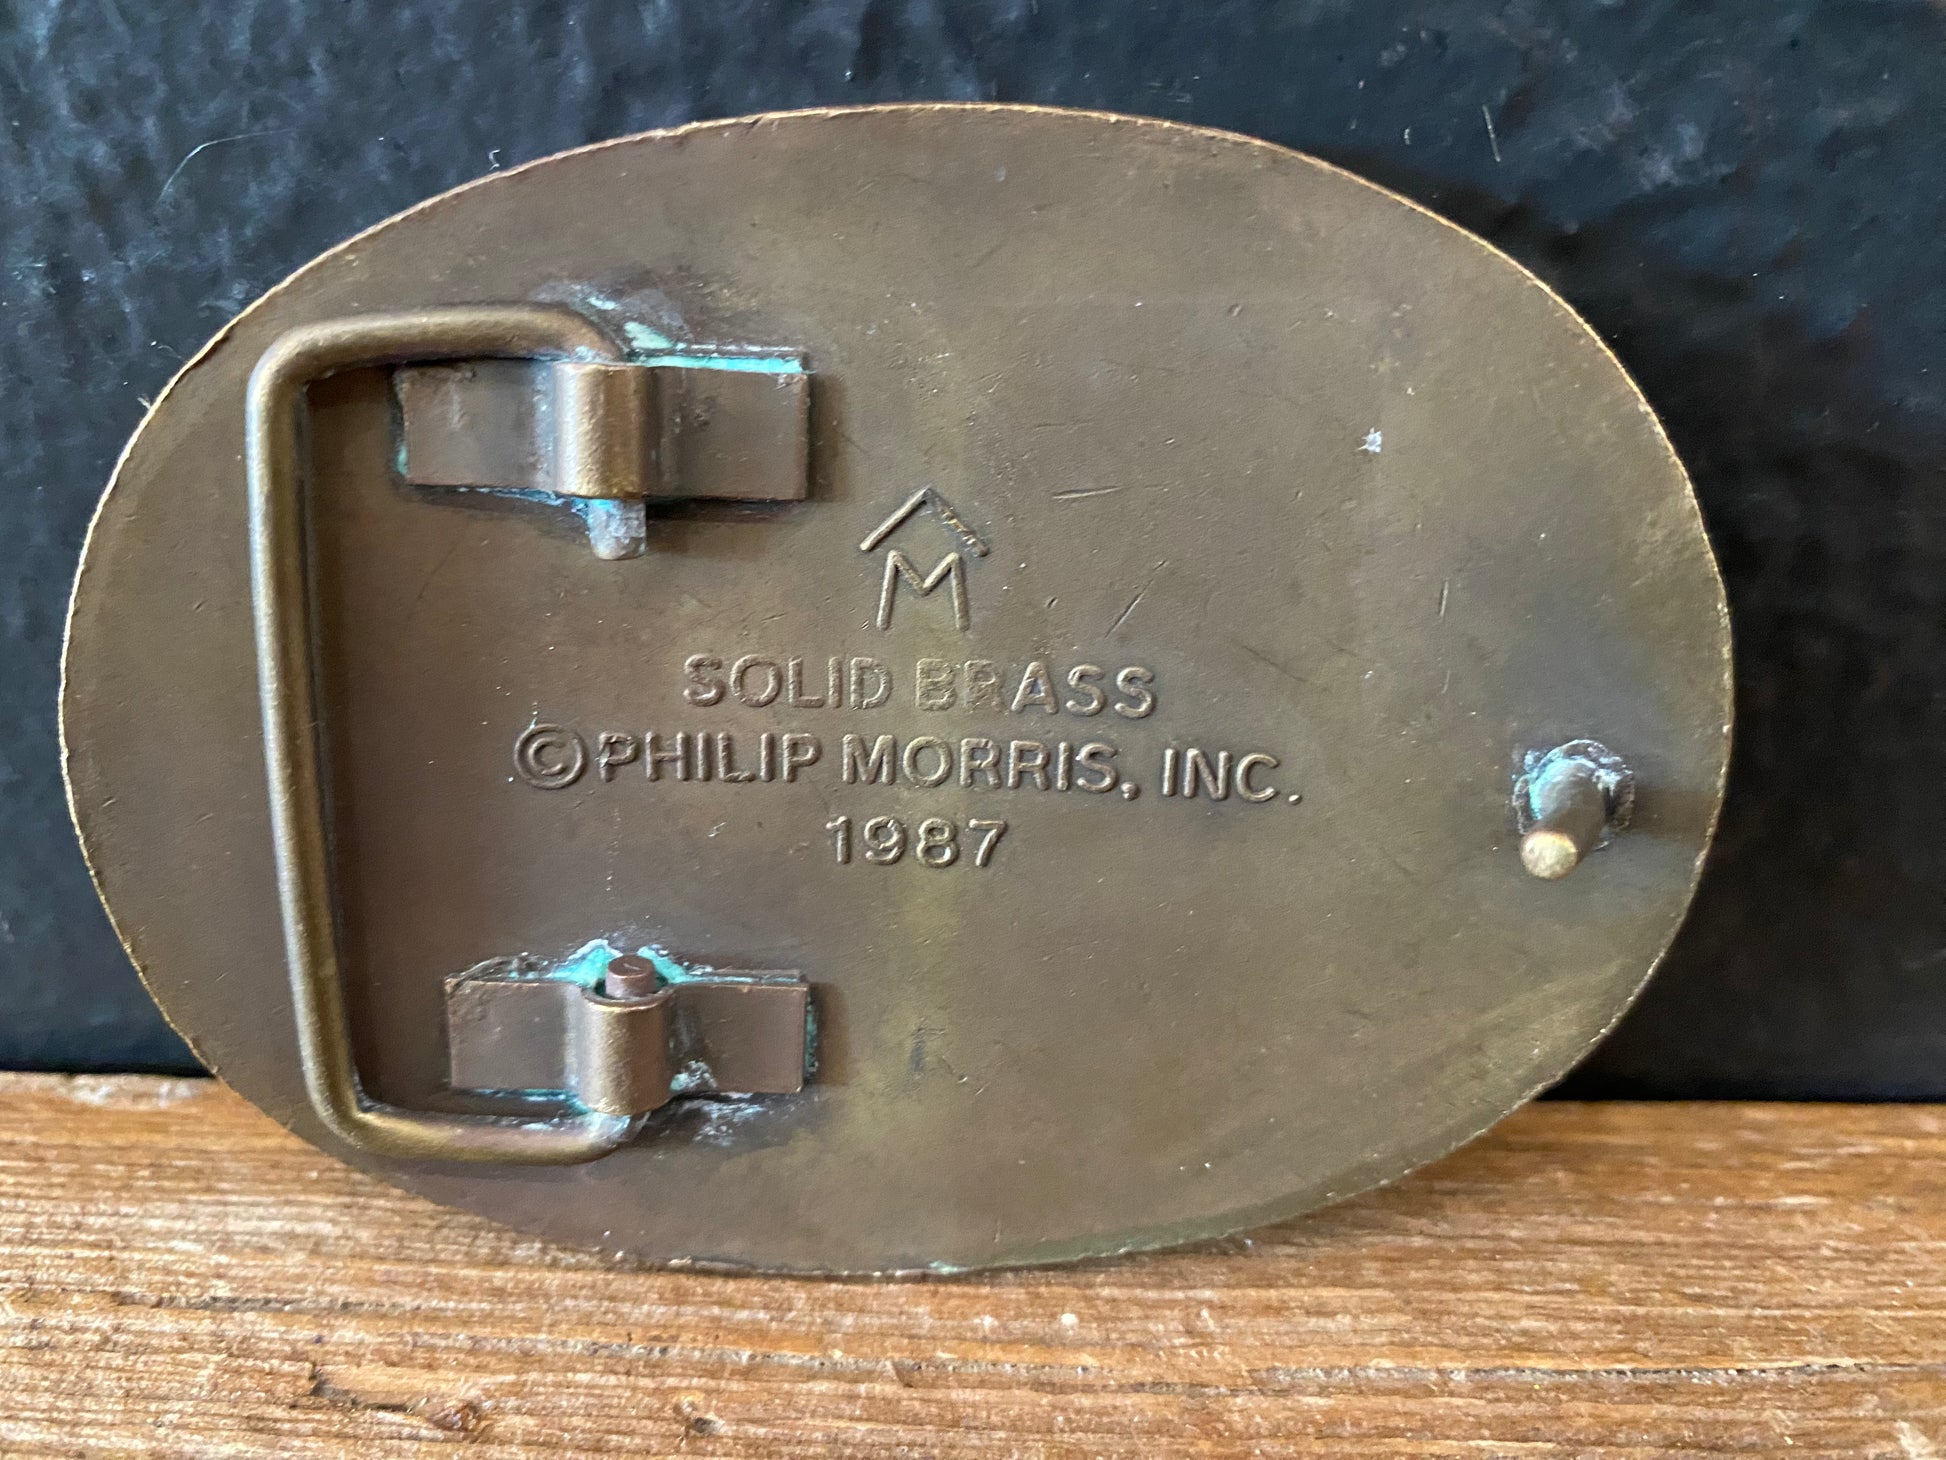 M
SOLID BRASS
©PHILIP MORRIS, INC.
1987